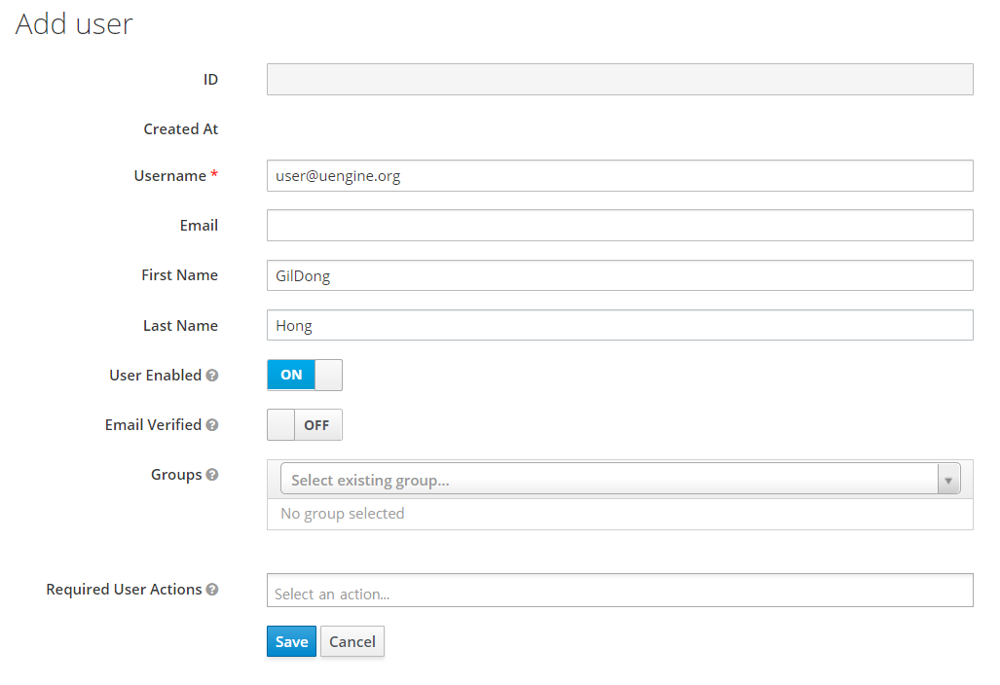 Add user
ID
Created At
Username * user@uengine.org
Email
First Name GilDong
Last Name Hong
User Enabled ? ON
Email Verified ? OFF
Groups ? Select existing group...
No group selected
Required User Actions ? Select an action...
Save Cancel